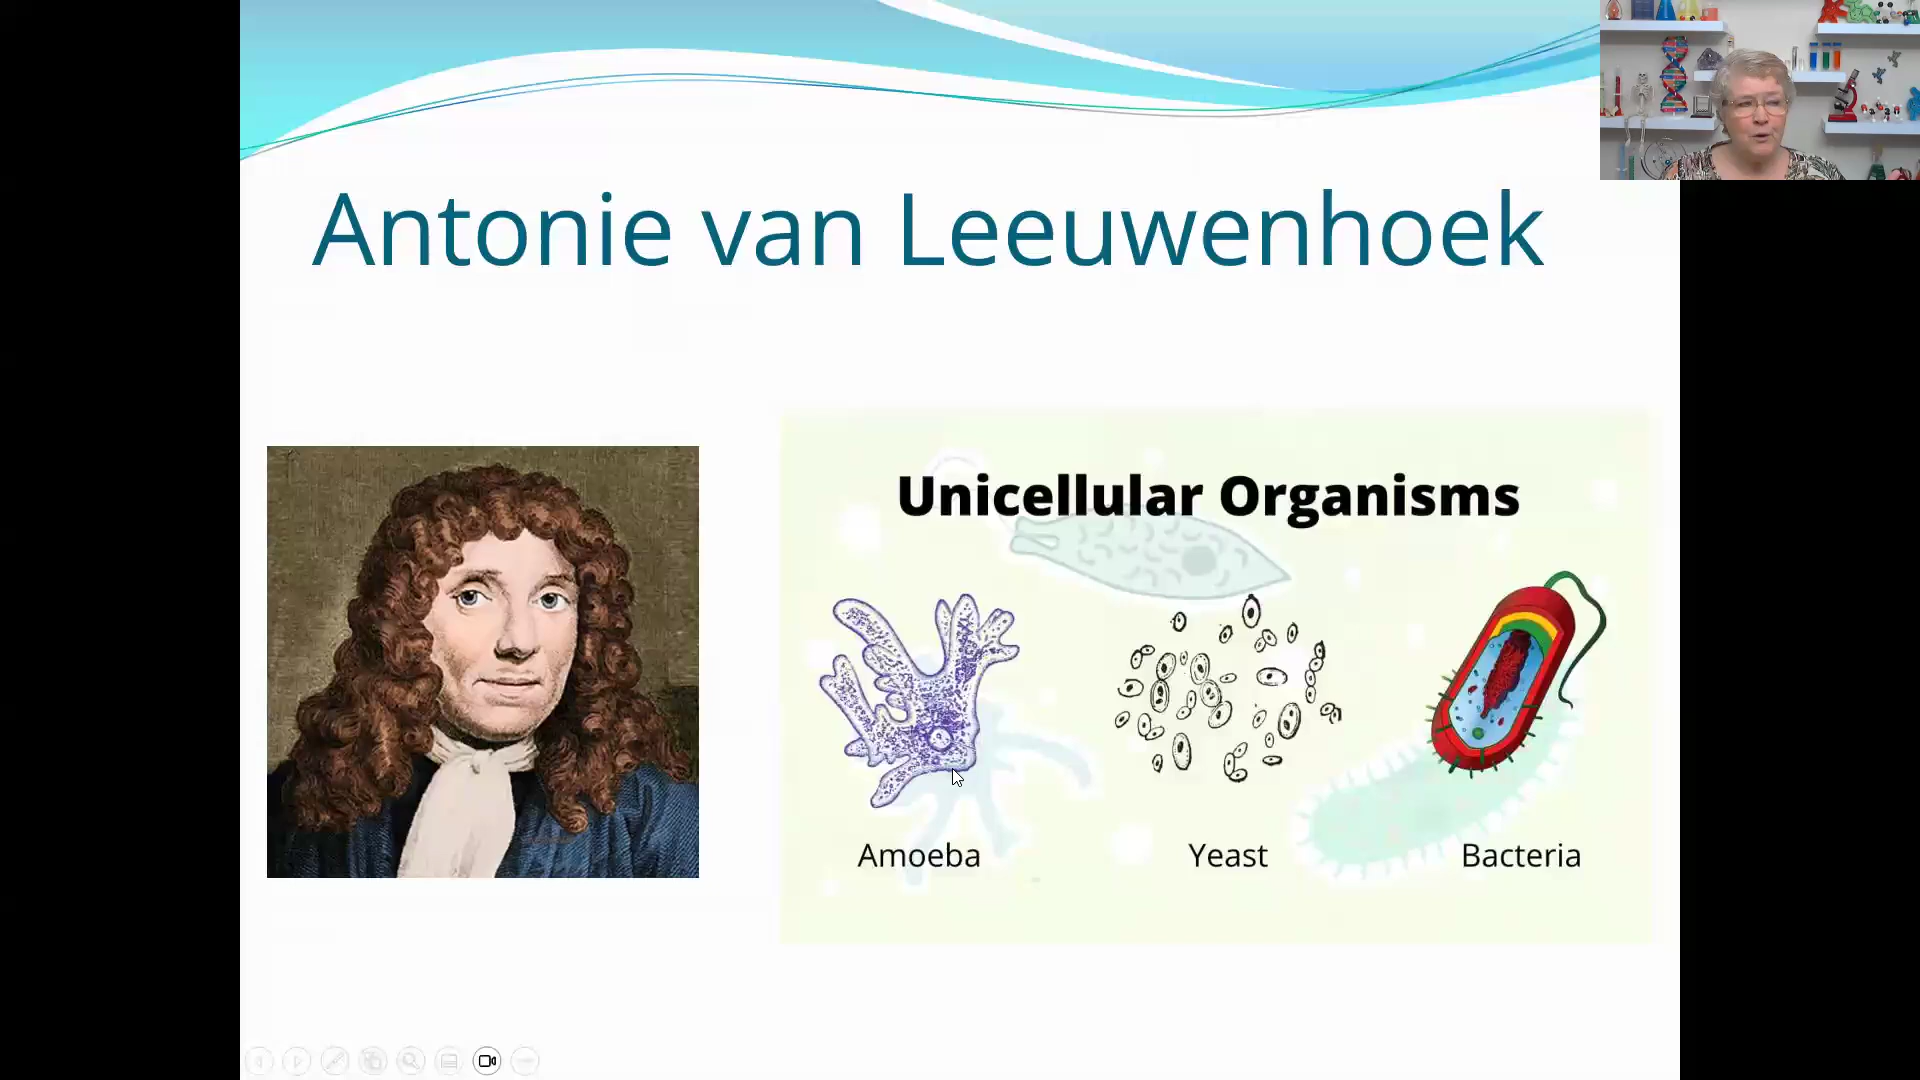 Antonie van Leeuwenhoek
Unicellular Organisms
Amoeba
Yeast
Bacteria